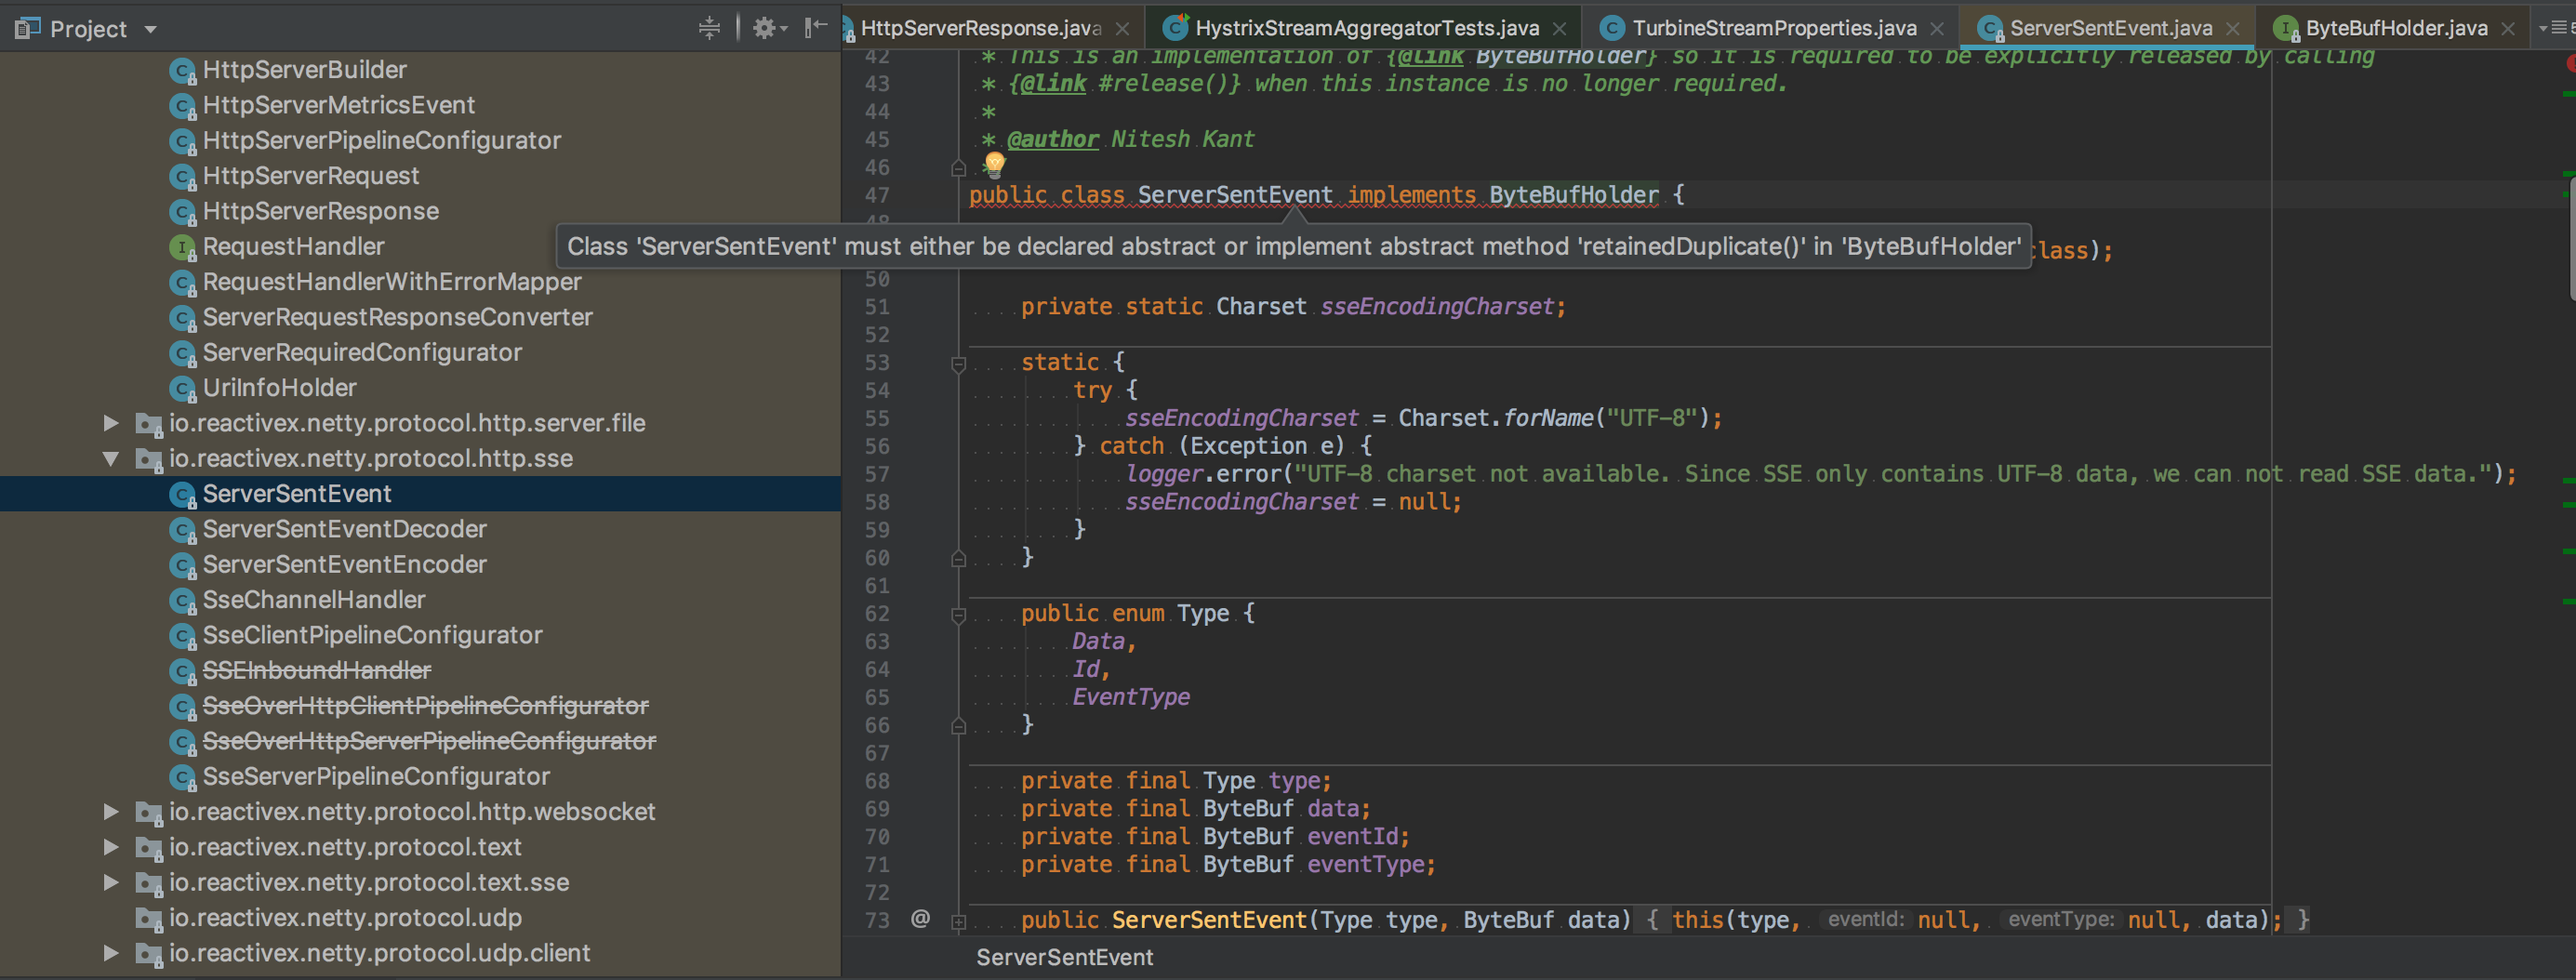 Project
HttpServerResponse.java
HystrixStreamAggregatorTests.java
TurbineStreamProperties.java
ServerSentEvent.java
ByteBufHolder.java
HttpServerBuilder
HttpServerMetricsEvent
HttpServerPipelineConfigurator
HttpServerRequest
HttpServerResponse
RequestHandler
RequestHandlerWithErrorMapper
ServerRequestResponseConverter
ServerRequiredConfigurator
UriInfoHolder
io.reactivex.netty.protocol.http.server.file
io.reactivex.netty.protocol.http.sse
ServerSentEvent
ServerSentEventDecoder
ServerSentEventEncoder
SseChannelHandler
SseClientPipelineConfigurator
SSEInboundHandler
SseOverHttpClientPipelineConfigurator
SseOverHttpServerPipelineConfigurator
SseServerPipelineConfigurator
io.reactivex.netty.protocol.http.websocket
io.reactivex.netty.protocol.text
io.reactivex.netty.protocol.text.sse
io.reactivex.netty.protocol.udp
io.reactivex.netty.protocol.udp.client
42 * This is an implementation of {@link ByteBufHolder} so it is required to be explicitly released by calling
43 * {@link #release()} when this instance is no longer required.
44 *
45 * @author Nitesh Kant
46
47 public class ServerSentEvent implements ByteBufHolder {
Class 'ServerSentEvent' must either be declared abstract or implement abstract method 'retainedDuplicate()' in 'ByteBufHolder'
class);
50
51 private static Charset sseEncodingCharset;
52
53 static {
54 try {
55 sseEncodingCharset = Charset.forName("UTF-8");
56 } catch (Exception e) {
57 logger.error("UTF-8 charset not available. Since SSE only contains UTF-8 data, we can not read SSE data.");
58 sseEncodingCharset = null;
59 }
60 }
61
62 public enum Type {
63 Data,
64 Id,
65 EventType
66 }
67
68 private final Type type;
69 private final ByteBuf data;
70 private final ByteBuf eventId;
71 private final ByteBuf eventType;
72
73 @ public ServerSentEvent(Type type, ByteBuf data) { this(type, eventId: null, eventType: null, data); }
ServerSentEvent